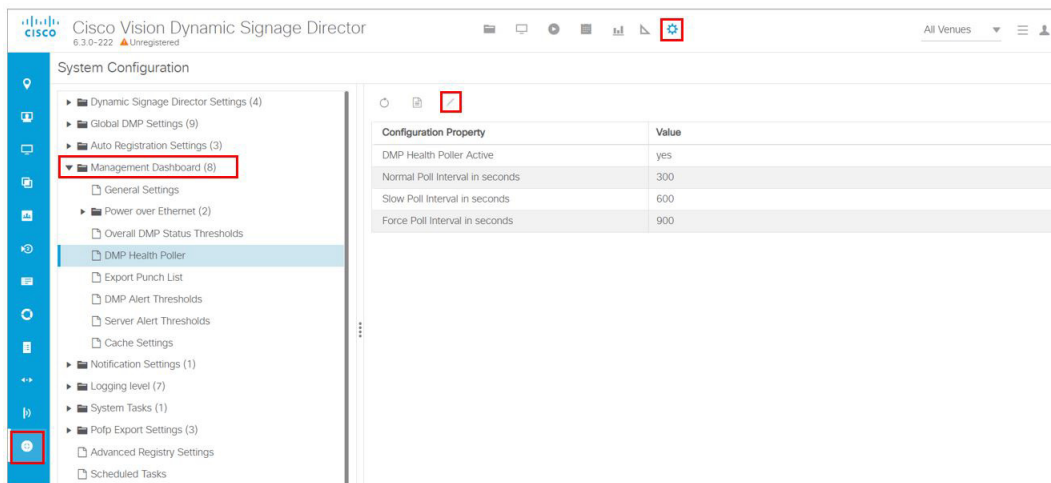 CISCO
Cisco Vision Dynamic Signage Director
6.3.0-222 Unregistered
All Venues
System Configuration
Dynamic Signage Director Settings (4)
Global DMP Settings (9)
Auto Registration Settings (3)
Management Dashboard (8)
General Settings
Power over Ethernet (2)
Overall DMP Status Thresholds
DMP Health Poller
Export Punch List
DMP Alert Thresholds
Server Alert Thresholds
Cache Settings
Notification Settings (1)
Logging level (7)
System Tasks (1)
Pofp Export Settings (3)
Advanced Registry Settings
Scheduled Tasks
Configuration Property Value
DMP Health Poller Active yes
Normal Poll Interval in seconds 300
Slow Poll Interval in seconds 600
Force Poll Interval in seconds 900